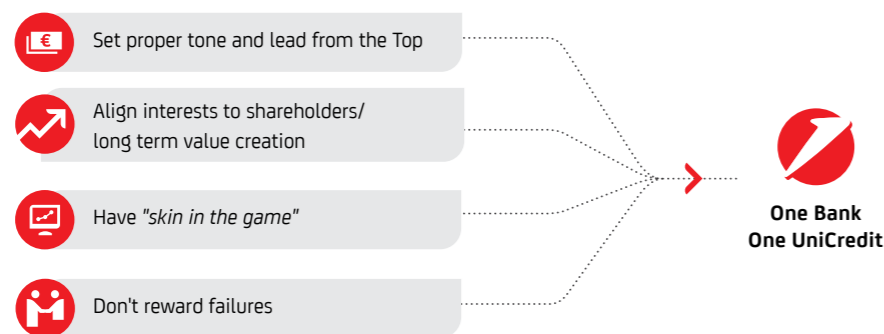 €
Set proper tone and lead from the Top
Align interests to shareholders/
long term value creation
Have "skin in the game"
Don't reward failures
One Bank
One UniCredit